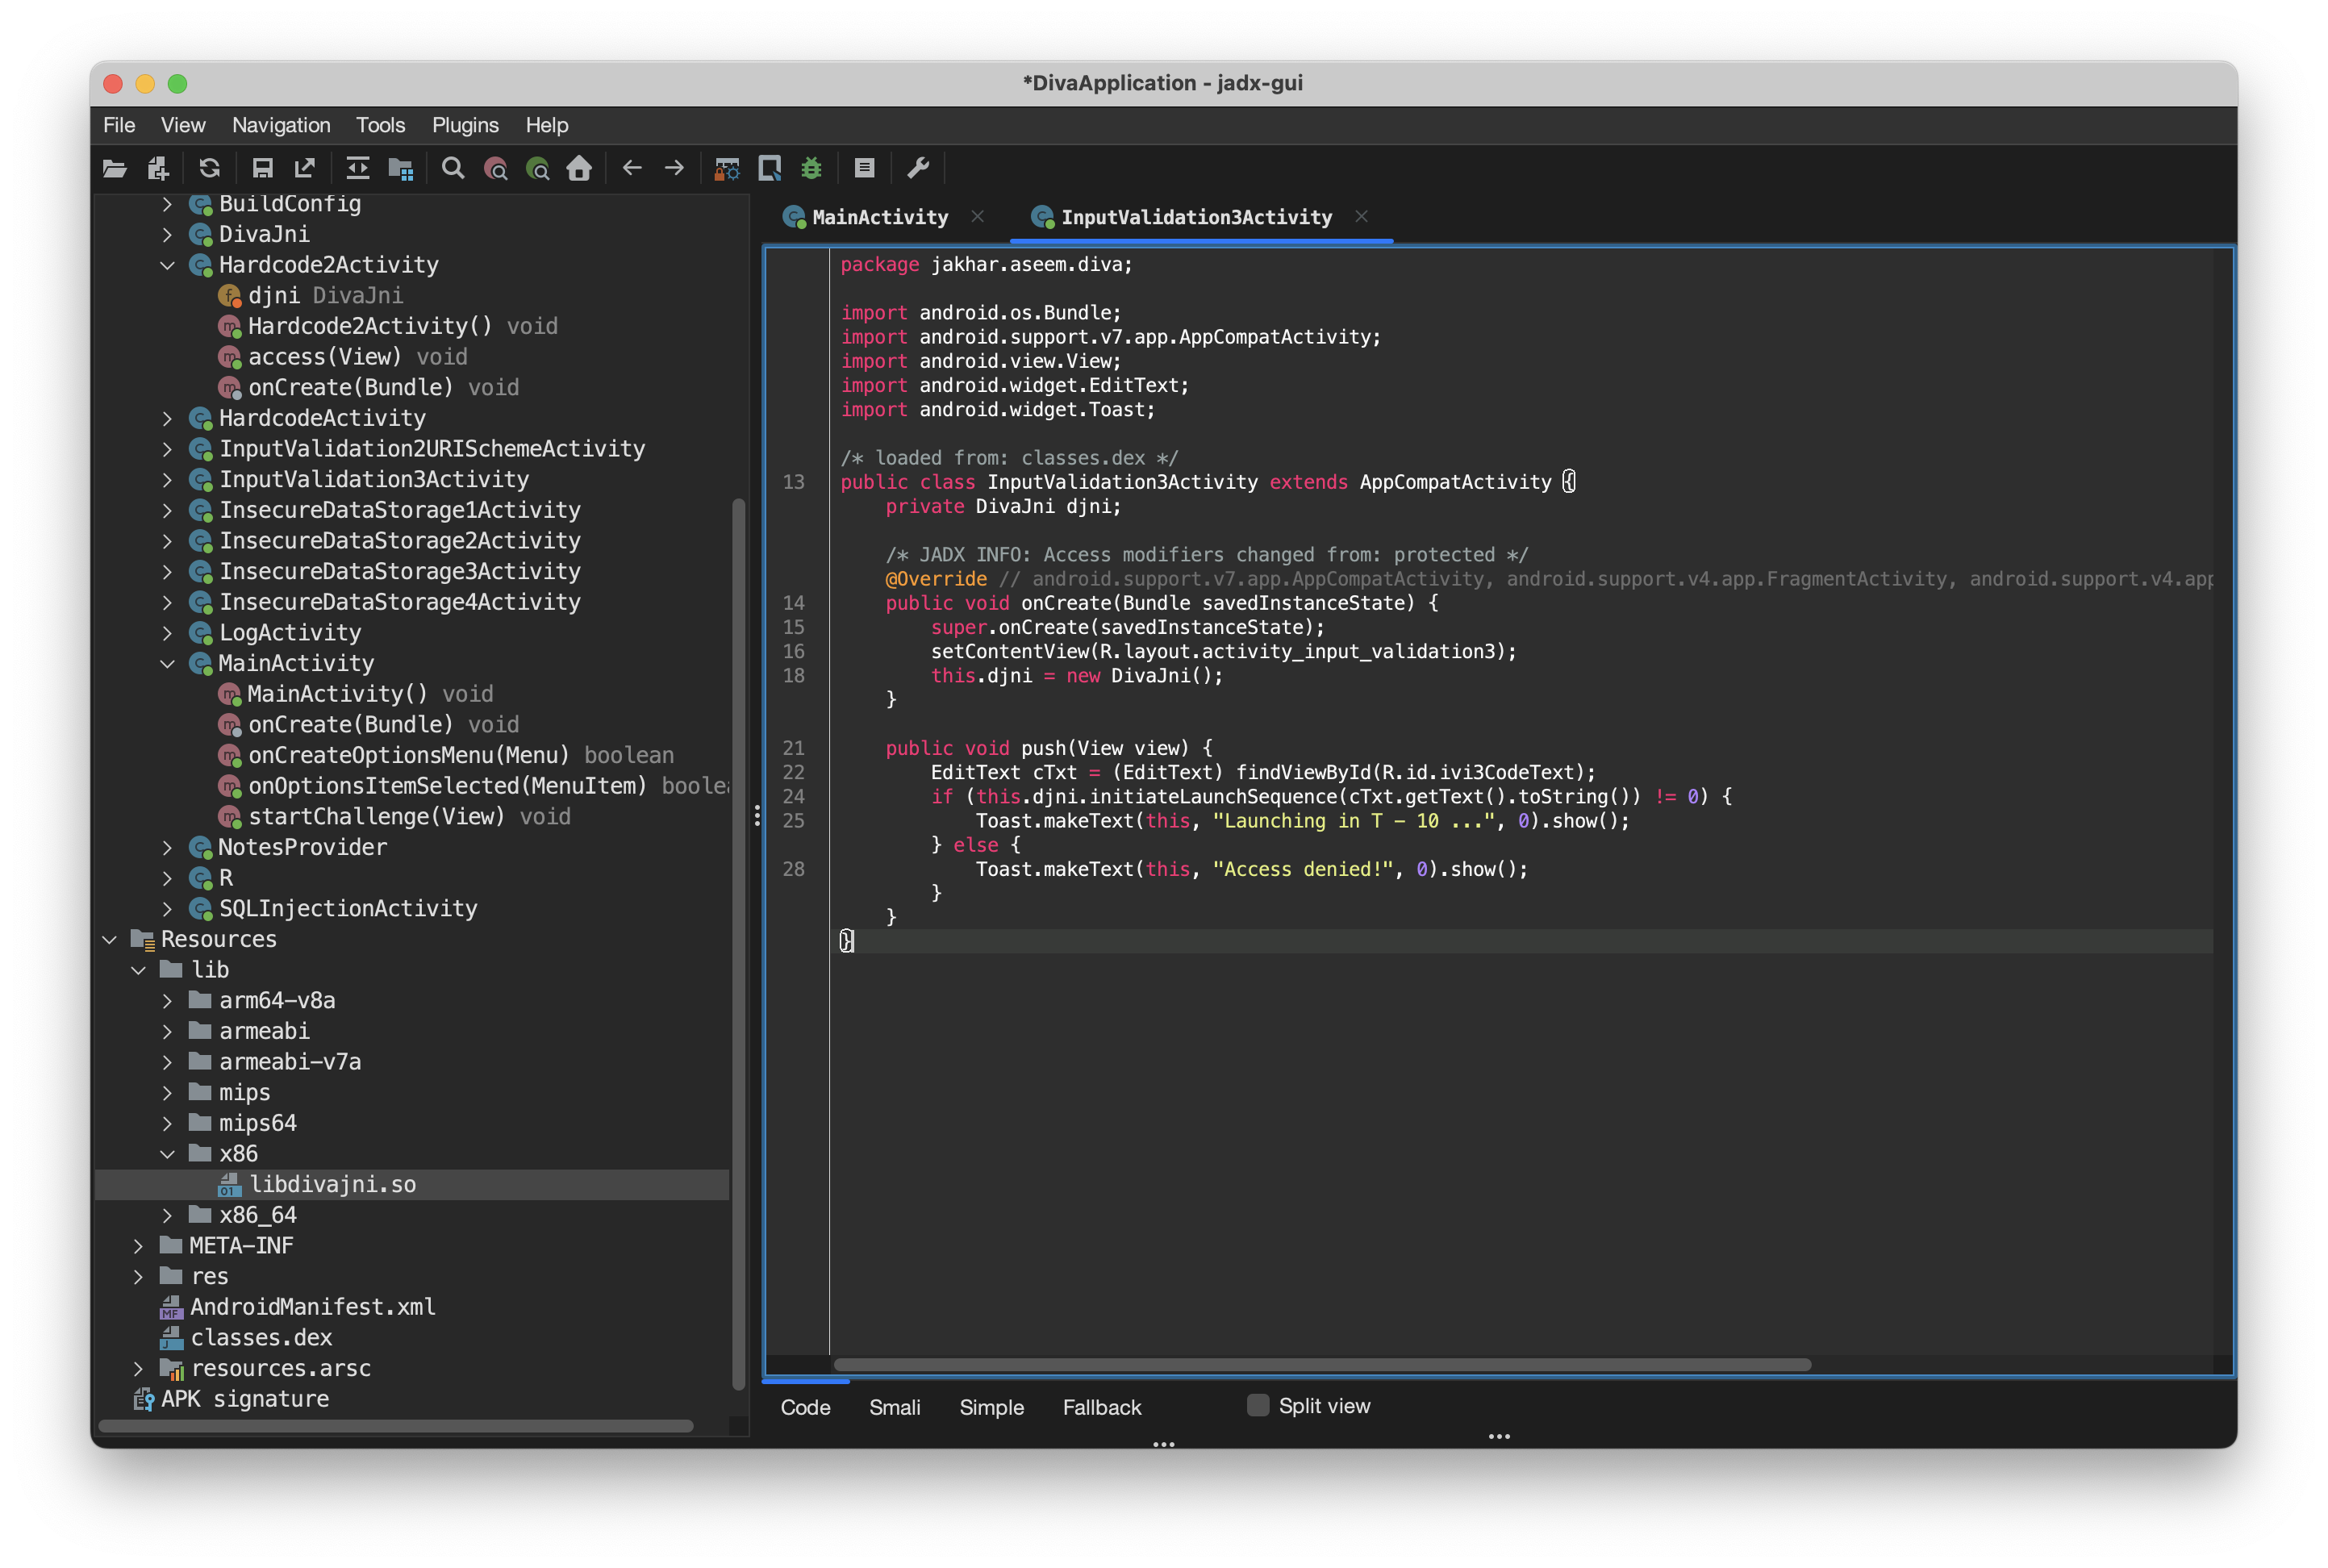 *DivaApplication - jadx-gui
File View Navigation Tools Plugins Help
BuildConfig
DivaJni
Hardcode2Activity
djni DivaJni
Hardcode2Activity() void
access(View) void
onCreate(Bundle) void
HardcodeActivity
InputValidation2URISchemeActivity
InputValidation3Activity
InsecureDataStorage1Activity
InsecureDataStorage2Activity
InsecureDataStorage3Activity
InsecureDataStorage4Activity
LogActivity
MainActivity
MainActivity() void
onCreate(Bundle) void
onCreateOptionsMenu(Menu) boolean
onOptionsItemSelected(MenuItem) boolea
startChallenge(View) void
NotesProvider
R
SQLInjectionActivity
Resources
lib
arm64-v8a
armeabi
armeabi-v7a
mips
mips64
x86
libdivajni.so
x86_64
META-INF
res
AndroidManifest.xml
classes.dex
resources.arsc
APK signature
MainActivity InputValidation3Activity
package jakhar.aseem.diva;
import android.os.Bundle;
import android.support.v7.app.AppCompatActivity;
import android.view.View;
import android.widget.EditText;
import android.widget.Toast;
/* loaded from: classes.dex */
13 public class InputValidation3Activity extends AppCompatActivity {
private DivaJni djni;
/* JADX INFO: Access modifiers changed from: protected */
@Override // android.support.v7.app.AppCompatActivity, android.support.v4.app.FragmentActivity, android.support.v4.app
14 public void onCreate(Bundle savedInstanceState) {
15 super.onCreate(savedInstanceState);
16 setContentView(R.layout.activity_input_validation3);
18 this.djni = new DivaJni();
}
21 public void push(View view) {
22 EditText cTxt = (EditText) findViewById(R.id.ivi3CodeText);
24 if (this.djni.initiateLaunchSequence(cTxt.getText().toString()) != 0) {
25 Toast.makeText(this, "Launching in T - 10 ...", 0).show();
} else {
28 Toast.makeText(this, "Access denied!", 0).show();
}
}
}
Code Smali Simple Fallback Split view